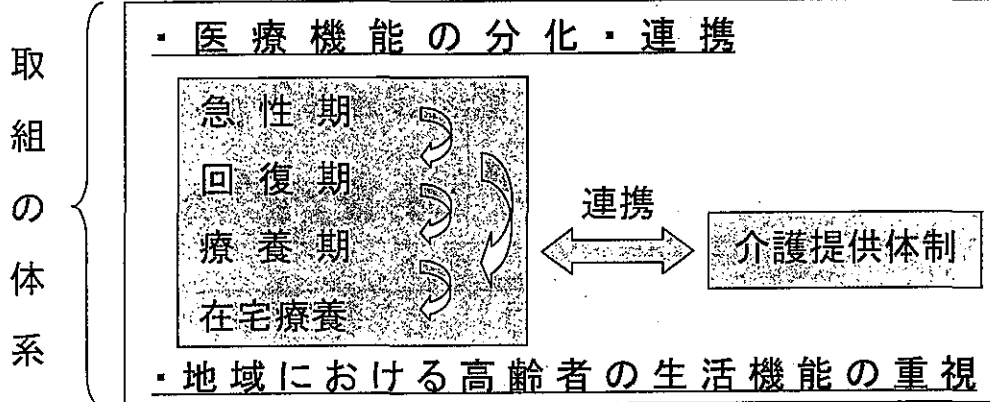 取組の体系
・医療機能の分化・連携
急性期
回復期
療養期
在宅療養
連携
介護提供体制
・地域における高齢者の生活機能の重視